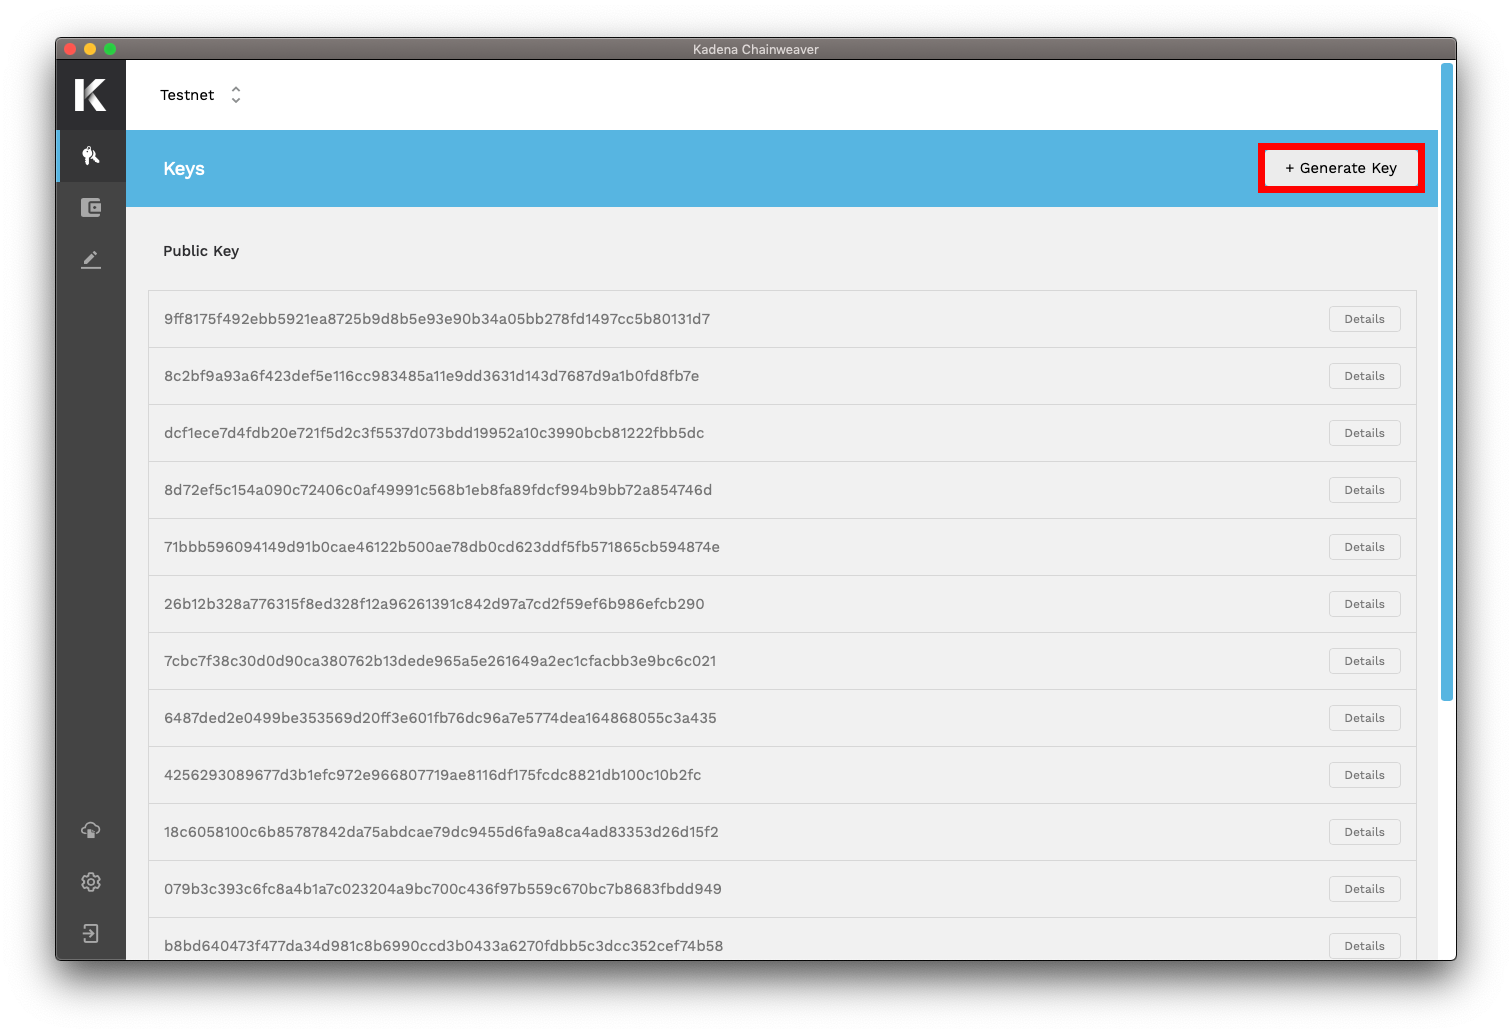 Kadena Chainweaver
K
Testnet
Keys
+ Generate Key
Public Key
9ff8175f492ebb5921ea8725b9d8b5e93e90b34a05bb278fd1497cc5b80131d7 Details
8c2bf9a93a6f423def5e116cc983485a11e9dd3631d143d7687d9a1b0fd8fb7e Details
dcf1ece7d4fdb20e721f5d2c3f5537d073bdd19952a10c3990bcb81222fbb5dc Details
8d72ef5c154a090c72406c0af49991c568b1eb8fa89fdcf994b9bb72a854746d Details
71bbb596094149d91b0cae46122b500ae78db0cd623ddf5fb571865cb594874e Details
26b12b328a776315f8ed328f12a96261391c842d97a7cd2f59ef6b986efcb290 Details
7cbc7f38c30d0d90ca380762b13dede965a5e261649a2ec1cfacbb3e9bc6c021 Details
6487ded2e0499be353569d20ff3e601fb76dc96a7e5774dea164868055c3a435 Details
4256293089677d3b1efc972e966807719ae8116df175fcdc8821db100c10b2fc Details
18c6058100c6b85787842da75abdcae79dc9455d6fa9a8ca4ad83353d26d15f2 Details
079b3c393c6fc8a4b1a7c023204a9bc700c436f97b559c670bc7b8683fbdd949 Details
b8bd640473f477da34d981c8b6990ccd3b0433a6270fdbb5c3dcc352cef74b58 Details